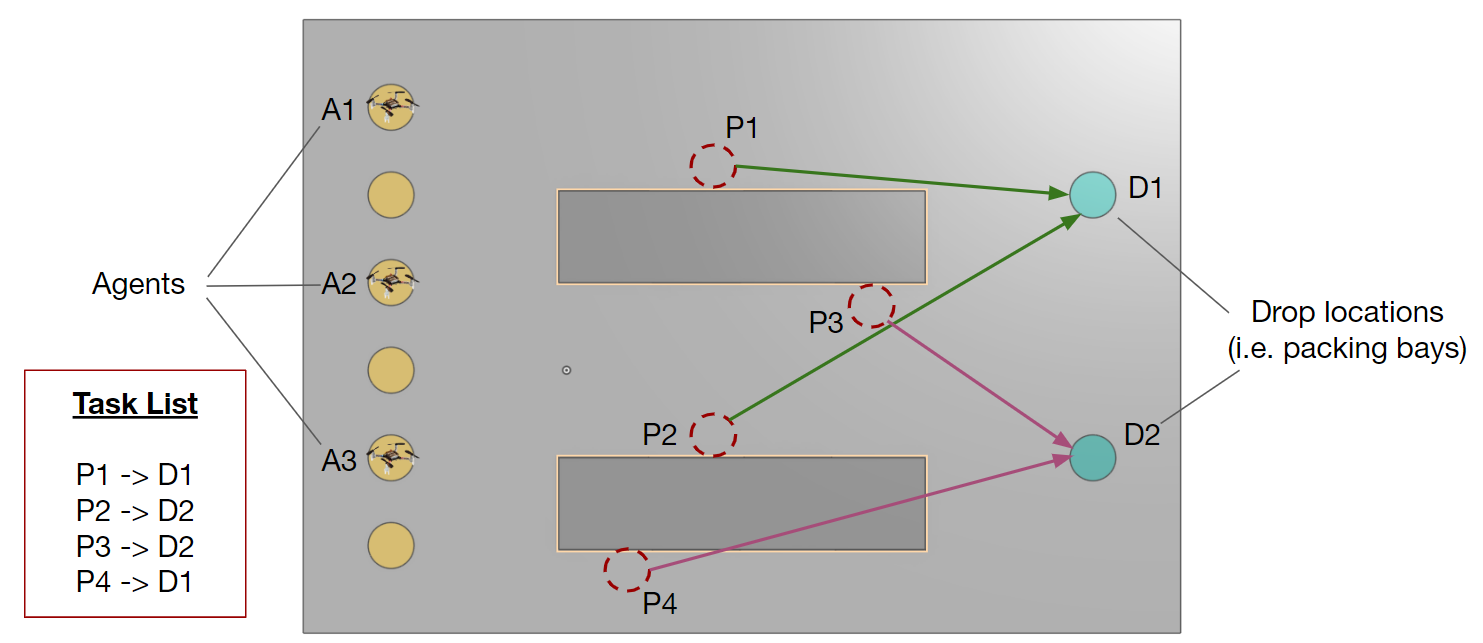 A1
P1
D1
Agents
A2
P3
Drop locations
(i.e. packing bays)
P2
D2
A3
P4
Task List
P1 -> D1
P2 -> D2
P3 -> D2
P4 -> D1